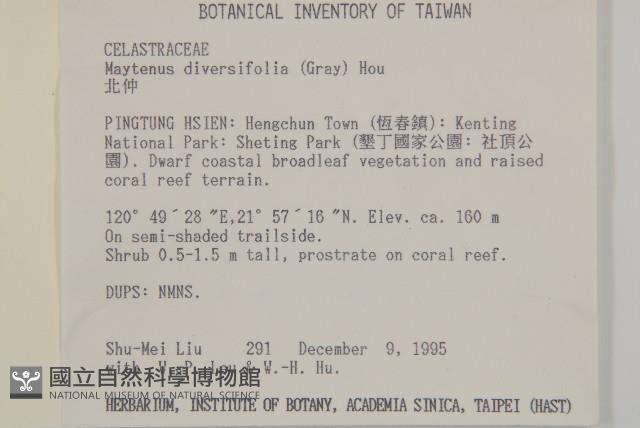 BOTANICAL INVENTORY OF TAIWAN
CELASTRACEAE
Maytenus diversifolia (Gray) Hou
北仲
PINGTUNG HSIEN: Hengchun Town (恆春鎮): Kenting
National Park: Sheting Park (墾丁國家公園: 社頂公
園). Dwarf coastal broadleaf vegetation and raised
coral reef terrain.
120° 49´28 ″E,21° 57´16 ″N. Elev. ca. 160 m
On semi-shaded trailside.
Shrub 0.5-1.5 m tall, prostrate on coral reef.
DUPS: NMNS.
Shu-Mei Liu 291 December 9, 1995
with & W.-H. Hu.
國立自然科學博物館
NATIONAL MUSEUM OF NATURAL SCIENCE
HERBARIUM, INSTITUTE OF BOTANY, ACADEMIA SINICA, TAIPEI (HAST)